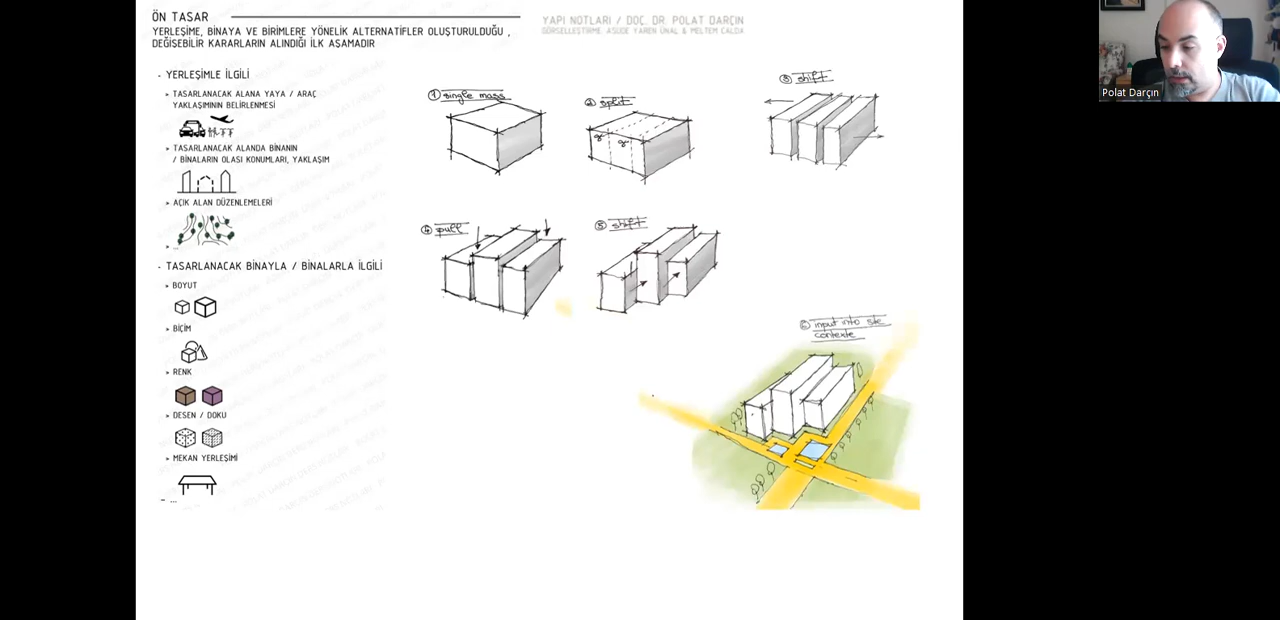 ÖN TASAR
YERLEŞİME, BİNAYA VE BİRİMLERE YÖNELİK ALTERNATİFLER OLUŞTURULDUĞU ,
DEĞİŞEBİLİR KARARLARIN ALINDIĞI İLK AŞAMADIR
YAPI NOTLARI / DOÇ. DR. POLAT DARÇIN
GÖRSELLEŞTİRME: ASUDE YAREN ÜNAL & MELTEM CALDA
Polat Darçın
- YERLEŞİMLE İLGİLİ
> TASARLANACAK ALANA YAYA / ARAÇ
YAKLAŞIMININ BELİRLENMESİ
> TASARLANACAK ALANDA BİNANIN
/ BİNALARIN OLASI KONUMLARI, YAKLAŞIM
> AÇIK ALAN DÜZENLEMELERİ
> ...
- TASARLANACAK BİNAYLA / BİNALARLA İLGİLİ
> BOYUT
> BİÇİM
> RENK
> DESEN / DOKU
> MEKAN YERLEŞİMİ
- ...
① single mass
② split
③ shift
④ pull
⑤ shift
⑥ input into site
contexte